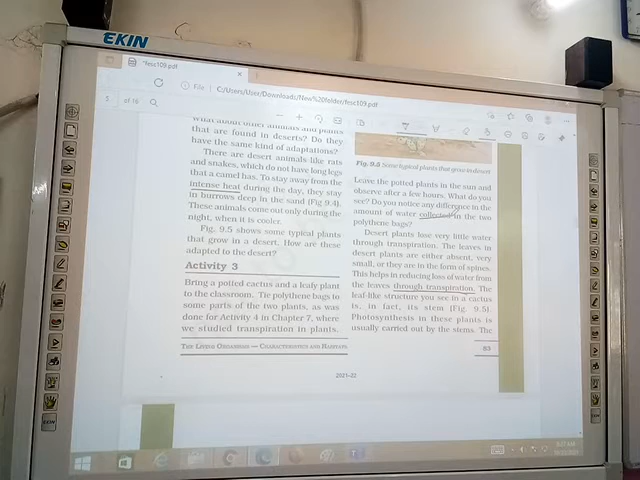 EKIN
fesc109.pdf
File C:/Users/User/Downloads/New%20folder/fesc109.pdf
5 of 16
What about other animals and plants
that are found in deserts? Do they
have the same kind of adaptations?
There are desert animals like rats
and snakes, which do not have long legs
that a camel has. To stay away from the
intense heat during the day, they stay
in burrows deep in the sand (Fig 9.4).
These animals come out only during the
night, when it is cooler.
Fig. 9.5 shows some typical plants
that grow in a desert. How are these
adapted to the desert?
Activity 3
Bring a potted cactus and a leafy plant
to the classroom. Tie polythene bags to
some parts of the two plants, as was
done for Activity 4 in Chapter 7, where
we studied transpiration in plants.
THE LIVING ORGANISMS — CHARACTERISTICS AND HABITATS
Some typical plants that grow in desert
Leave the potted plants in the sun and
observe after a few hours. What do you
see? Do you notice any difference in the
amount of water collected in the two
polythene bags?
Desert plants lose very little water
through transpiration. The leaves in
desert plants are either absent, very
small, or they are in the form of spines.
This helps in reducing loss of water from
the leaves through transpiration. The
leaf-like structure you see in a cactus
is, in fact, its stem (Fig. 9.5).
Photosynthesis in these plants is
usually carried out by the stems. The
2021-22